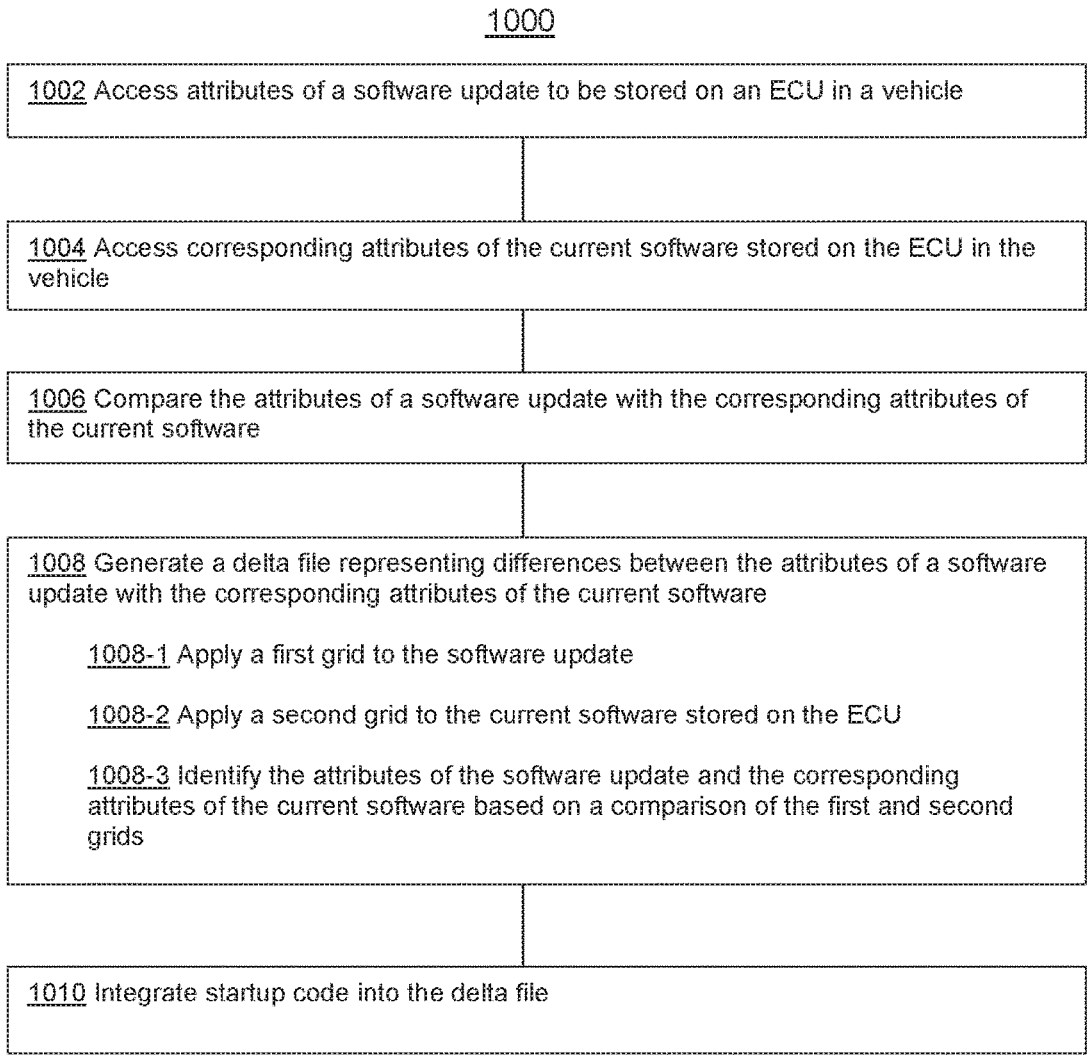 1000
1002 Access attributes of a software update to be stored on an ECU in a vehicle
1004 Access corresponding attributes of the current software stored on the ECU in the
vehicle
1006 Compare the attributes of a software update with the corresponding attributes of
the current software
1008 Generate a delta file representing differences between the attributes of a software
update with the corresponding attributes of the current software
1008-1 Apply a first grid to the software update
1008-2 Apply a second grid to the current software stored on the ECU
1008-3 Identify the attributes of the software update and the corresponding
attributes of the current software based on a comparison of the first and second
grids
1010 Integrate startup code into the delta file